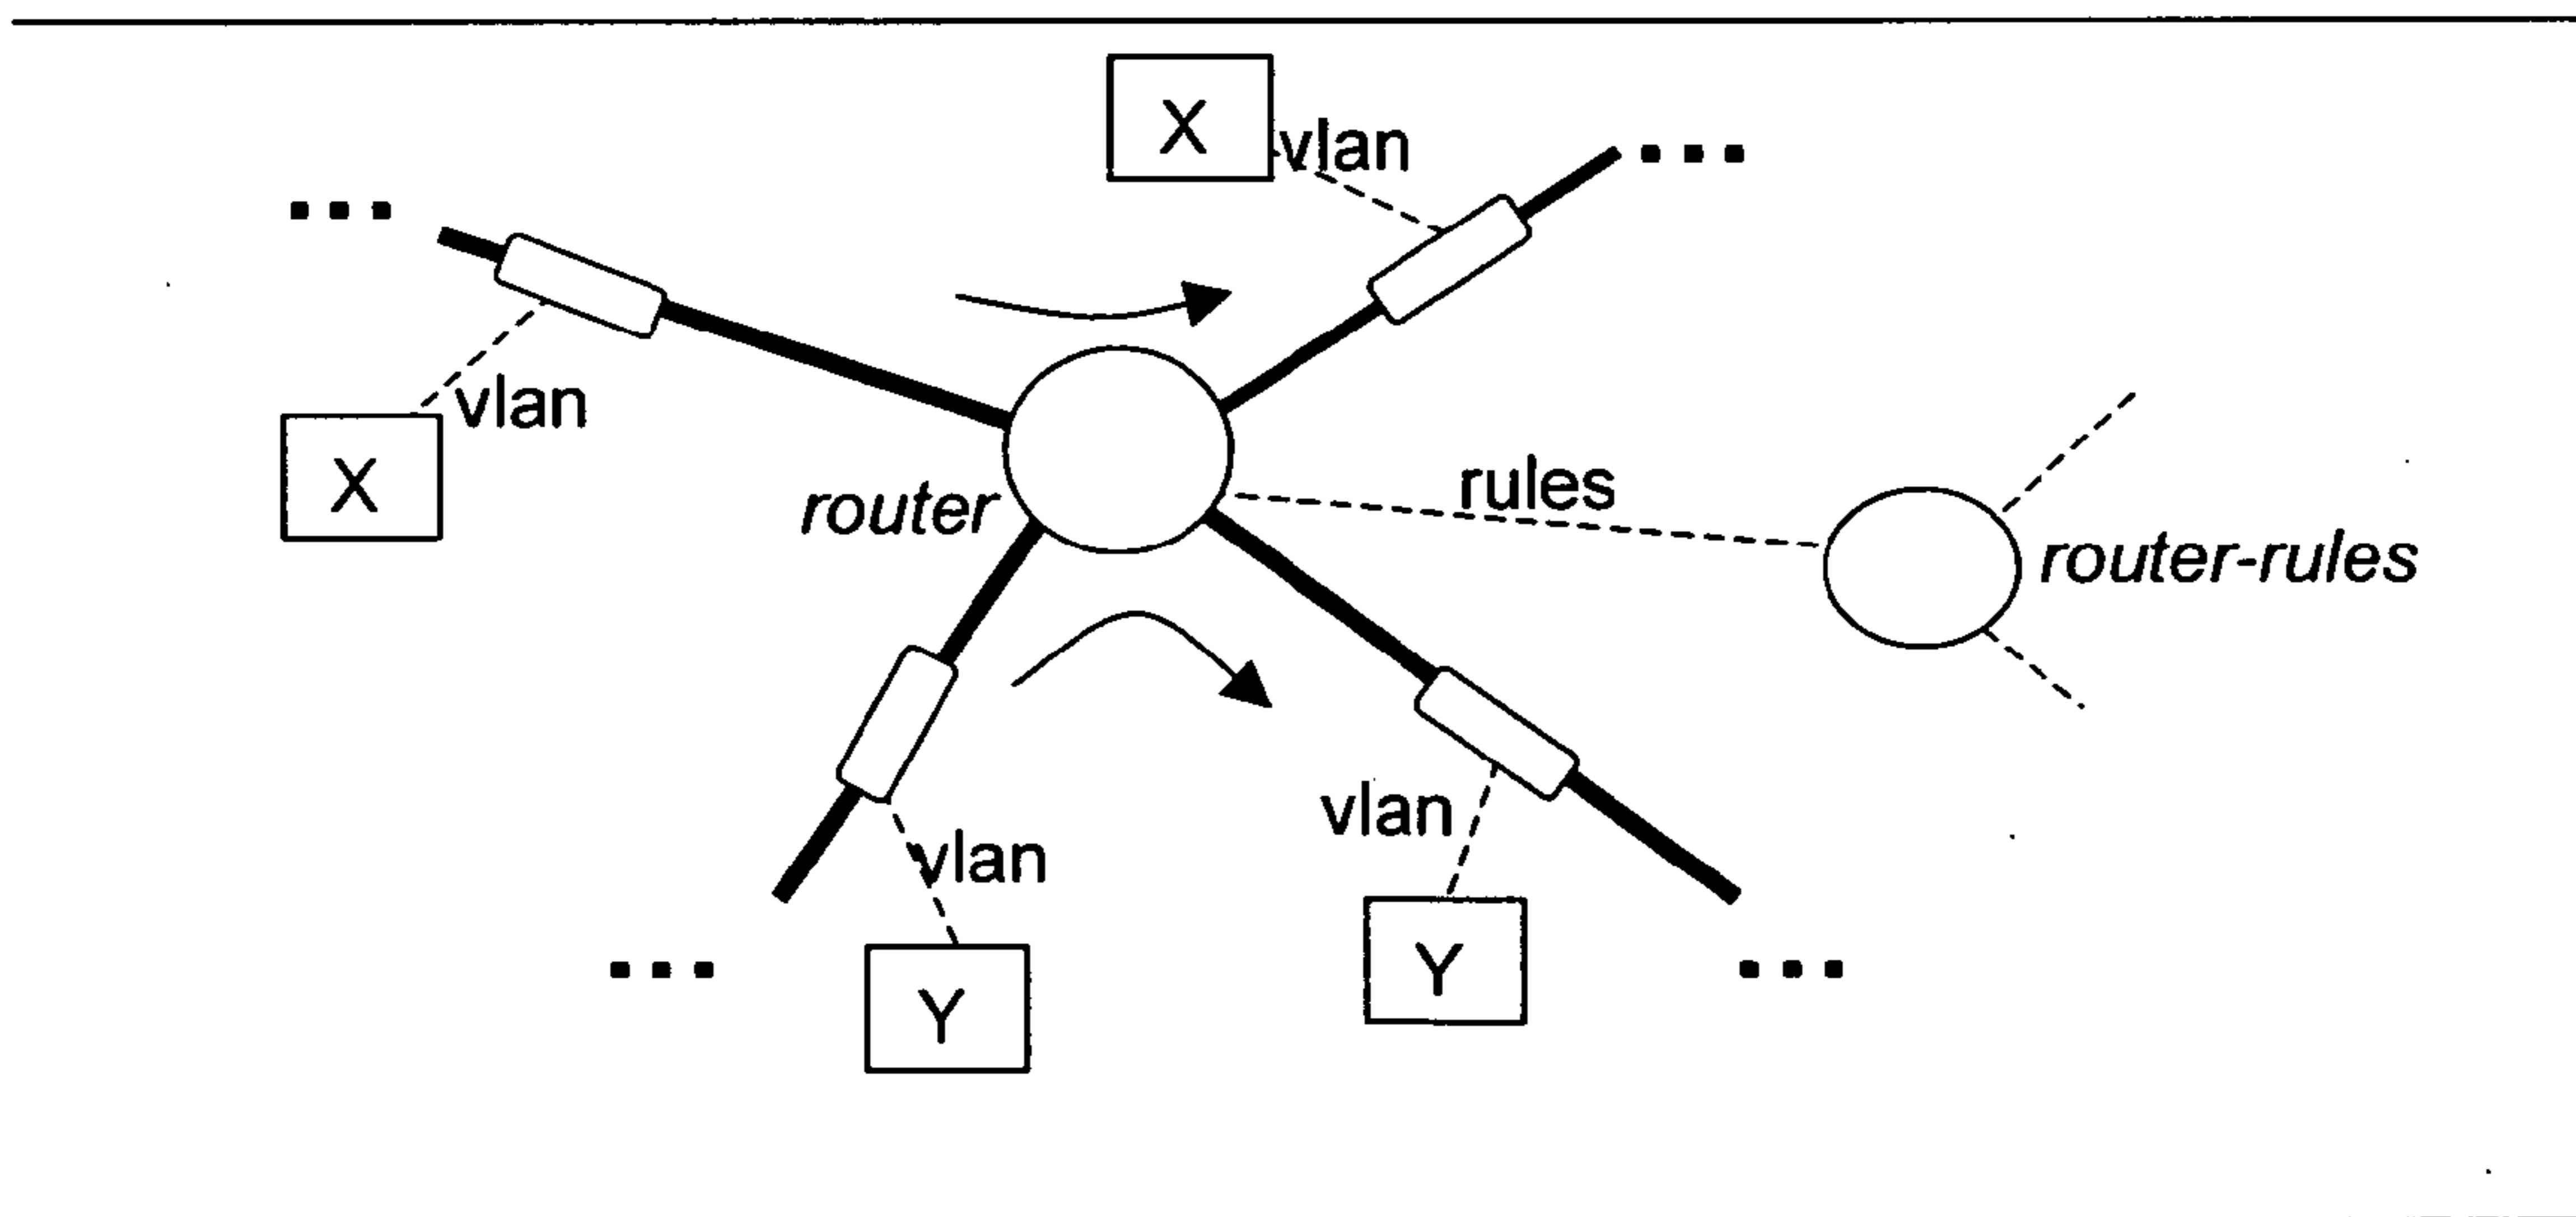 X
vlan
...
...
vlan
X
router
rules
router-rules
vlan
vlan
Y
Y
...
...